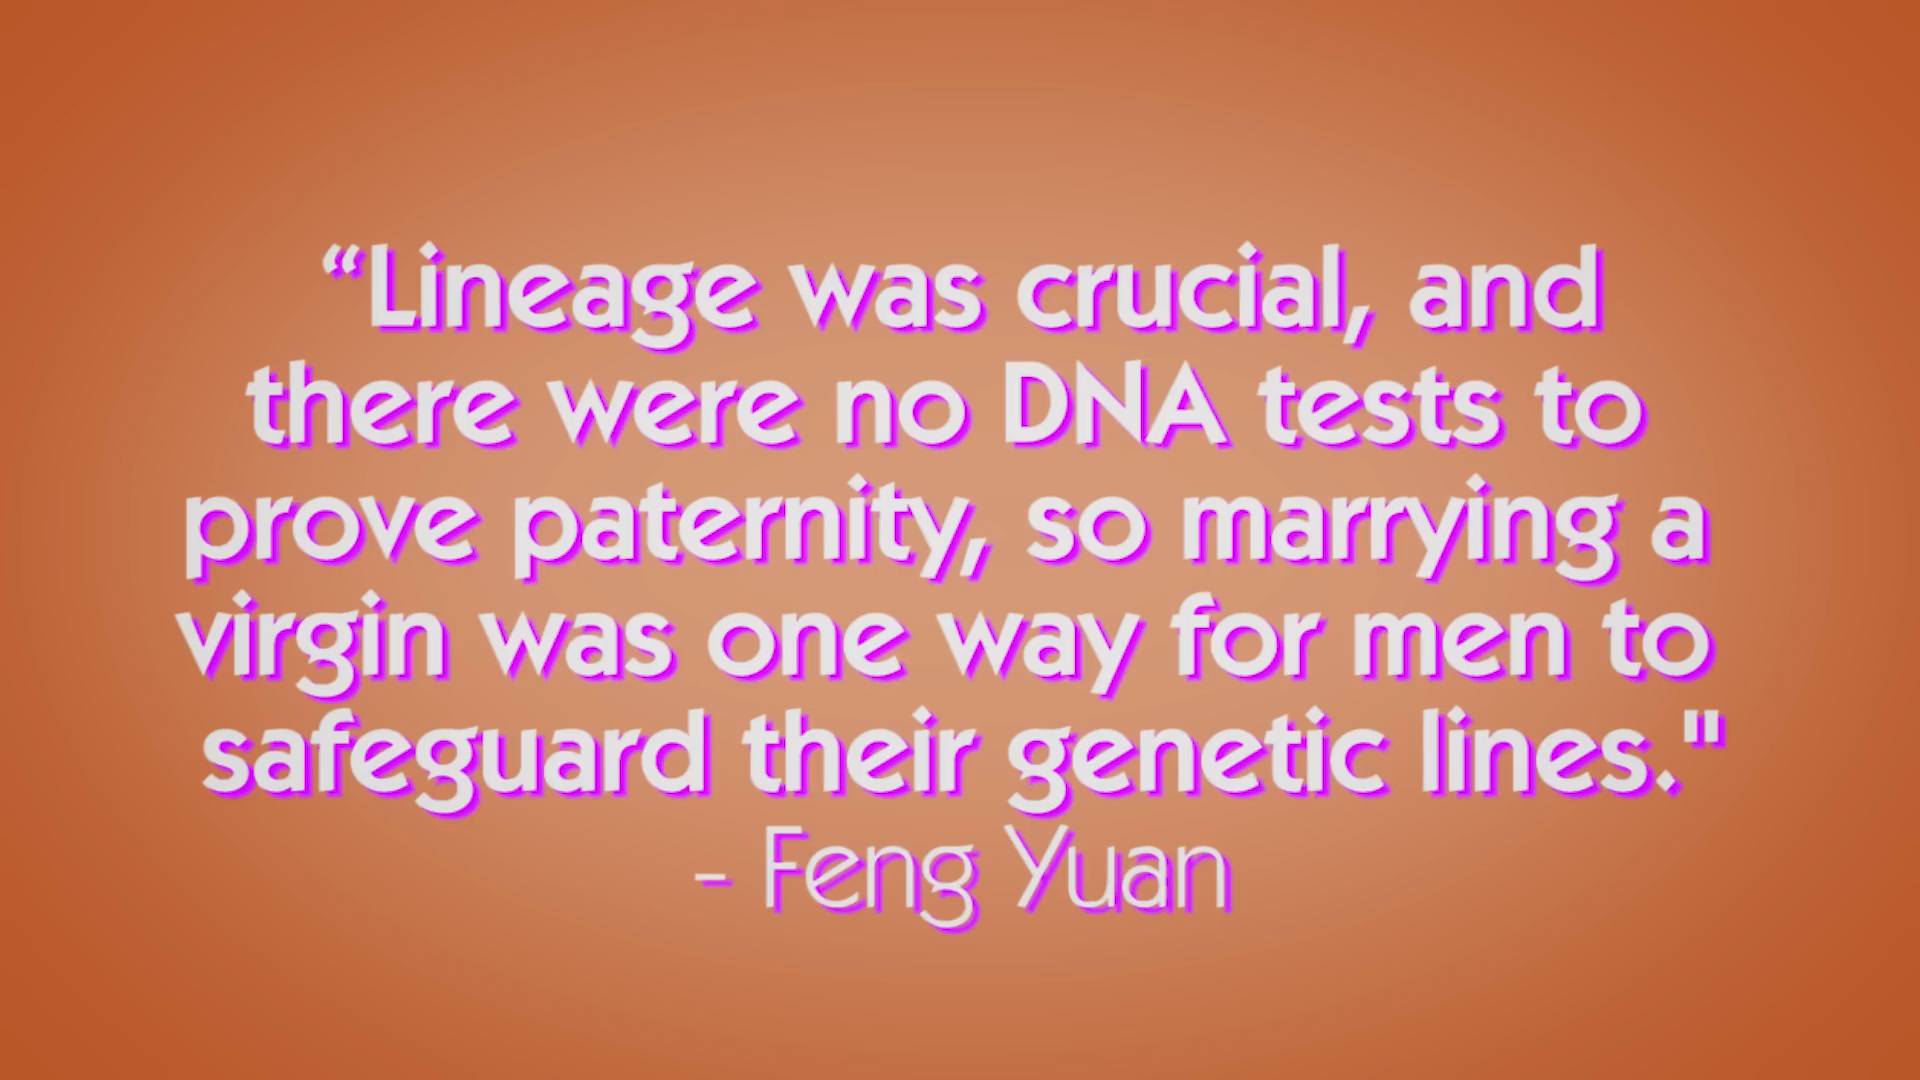 “Lineage was crucial, and
there were no DNA tests to
prove paternity, so marrying a
virgin was one way for men to
safeguard their genetic lines."
- Feng Yuan